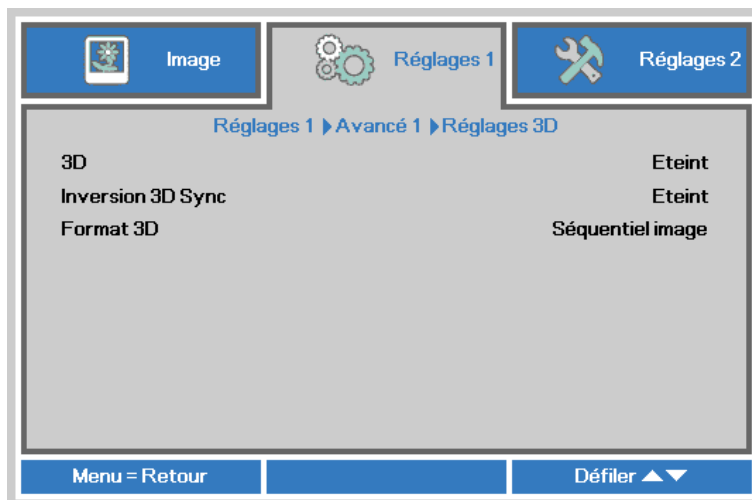 Image
Réglages 1
Réglages 2
Réglages 1 Avancé 1 Réglages 3D
3D Eteint
Inversion 3D Sync Eteint
Format 3D Séquentiel image
Menu = Retour
Défiler